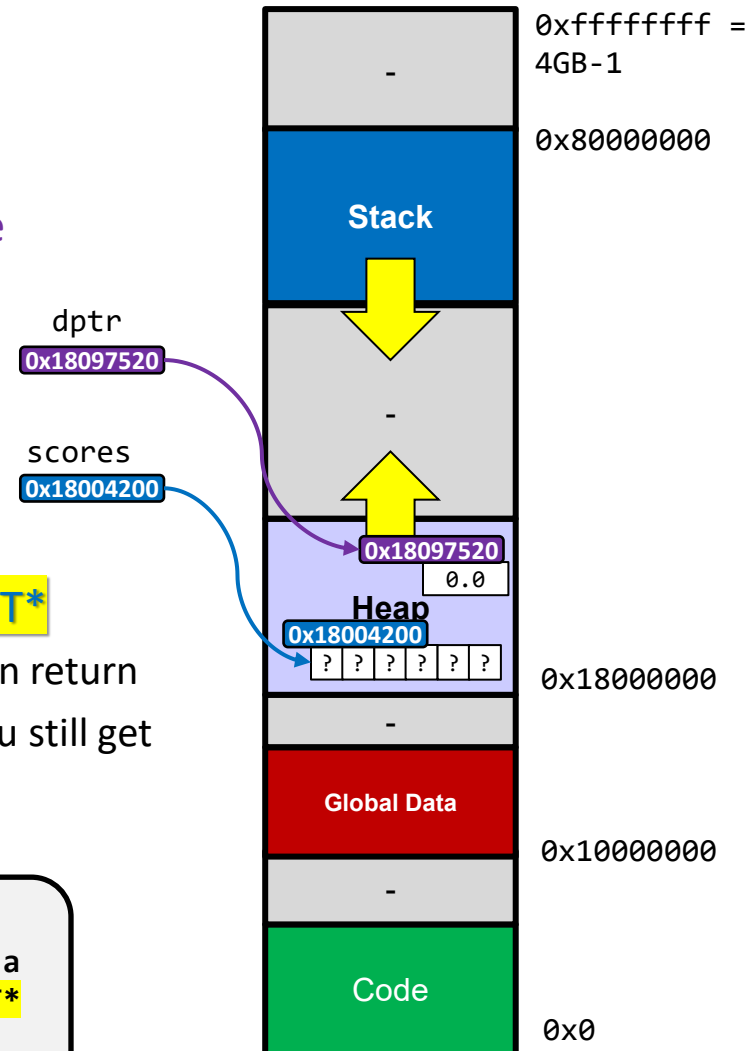 0xffffffff =
4GB-1
-
0x80000000
Stack
e
dptr
0x18097520
-
scores
0x18004200
0x18097520
0.0
T*
Heap
0x18004200
n return
? ? ? ? ? ?
0x18000000
u still get
-
Global Data
0x10000000
-
a
*
Code
0x0